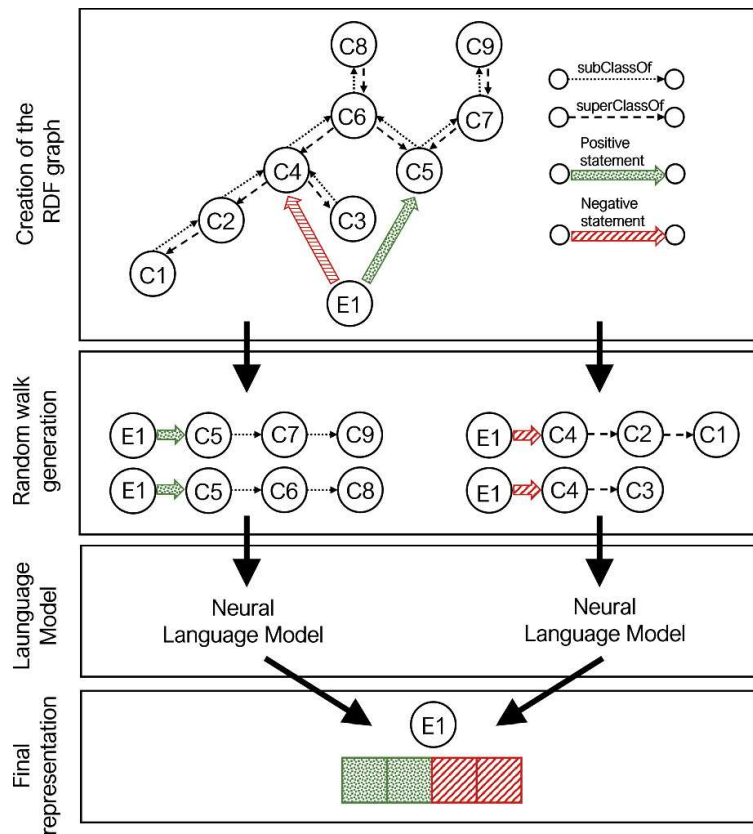 Creation of the
RDF graph
C8
C9
C6
C7
C4
C5
C2
C3
C1
E1
subClassOf
superClassOf
Positive
statement
Negative
statement
Random walk
generation
E1 C5 C7 C9
E1 C5 C6 C8
E1 C4 C2 C1
E1 C4 C3
Launguage
Model
Neural
Language Model
Neural
Language Model
Final
representation
E1